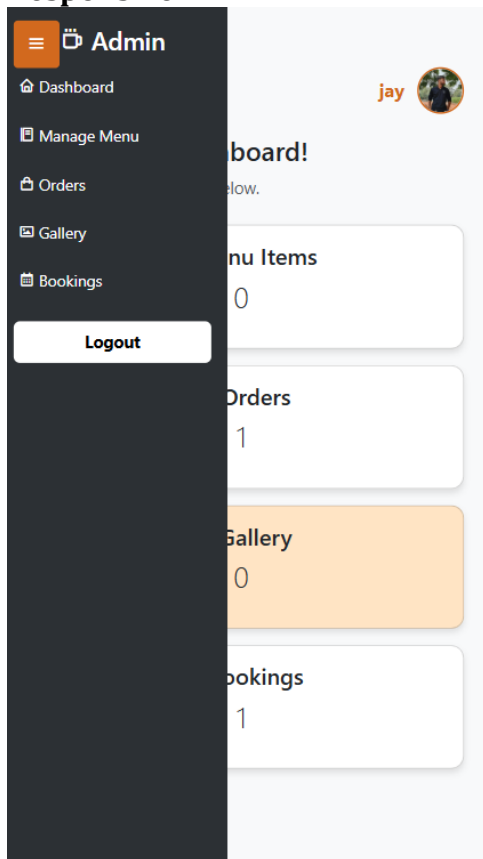 Admin
Dashboard
jay
Manage Menu
Orders
Gallery
Bookings
Logout
board!
elow.
nu Items
0
Orders
1
Gallery
0
ookings
1